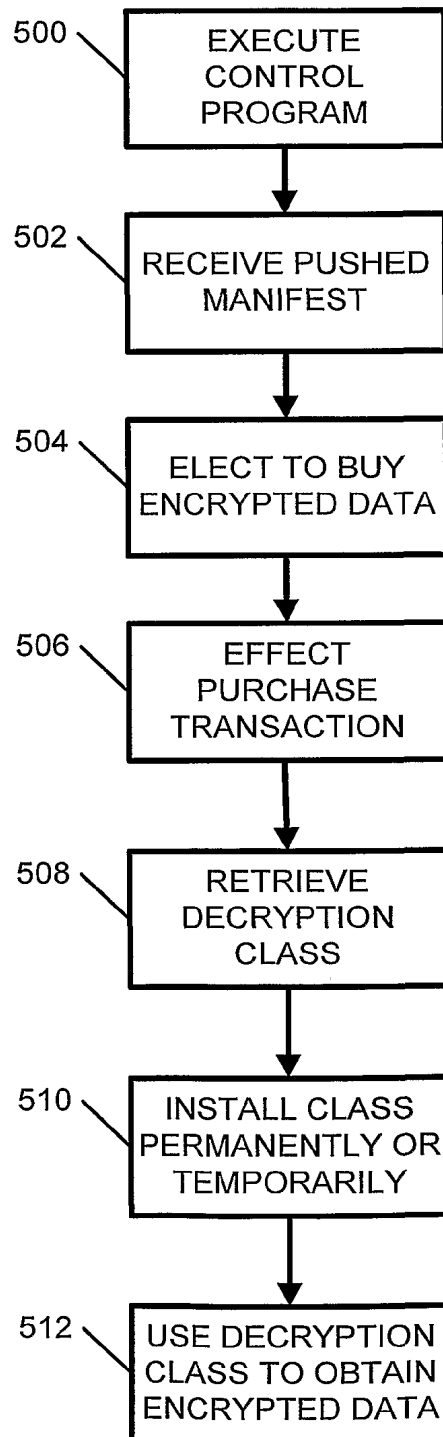 500
EXECUTE
CONTROL
PROGRAM
502
RECEIVE PUSHED
MANIFEST
504
ELECT TO BUY
ENCRYPTED DATA
506
EFFECT
PURCHASE
TRANSACTION
508
RETRIEVE
DECRYPTION
CLASS
510
INSTALL CLASS
PERMANENTLY OR
TEMPORARILY
512
USE DECRYPTION
CLASS TO OBTAIN
ENCRYPTED DATA